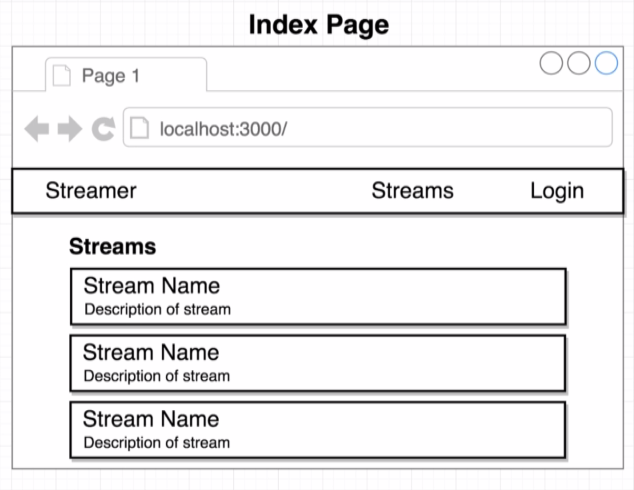 Index Page
Page 1
localhost:3000/
Streamer Streams Login
Streams
Stream Name
Description of stream
Stream Name
Description of stream
Stream Name
Description of stream